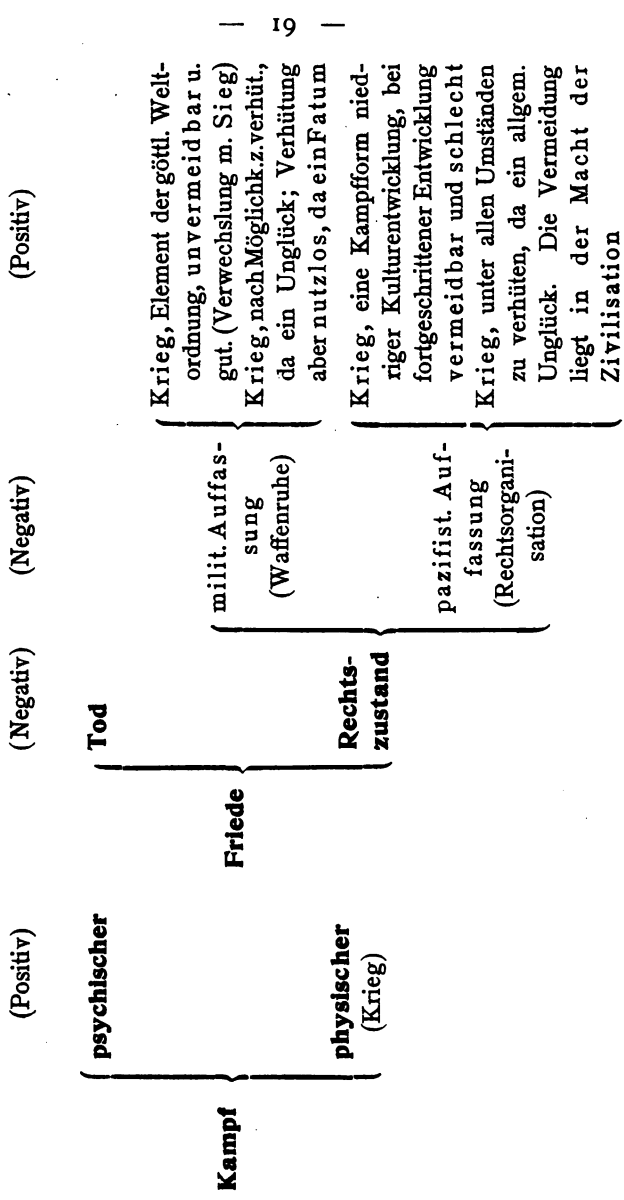 — 19 —
(Positiv)
(Negativ)
(Negativ)
(Positiv)
Kampf
psychischer
physischer
(Krieg)
Friede
Tod
Rechts-
zustand
milit. Auffas-
sung
(Waffenruhe)
pazifist. Auf-
fassung
(Rechtsorgani-
sation)
Krieg, Element der göttl. Welt-
ordnung, unvermeidbar u.
gut. (Verwechslung m. Sieg)
Krieg, nach Möglichk. z. verhüt.,
da ein Unglück; Verhütung
aber nutzlos, da ein Fatum
Krieg, eine Kampfform nied-
riger Kulturentwicklung, bei
fortgeschrittener Entwicklung
vermeidbar und schlecht
Krieg, unter allen Umständen
zu verhüten, da ein allgem.
Unglück. Die Vermeidung
liegt in der Macht der
Zivilisation